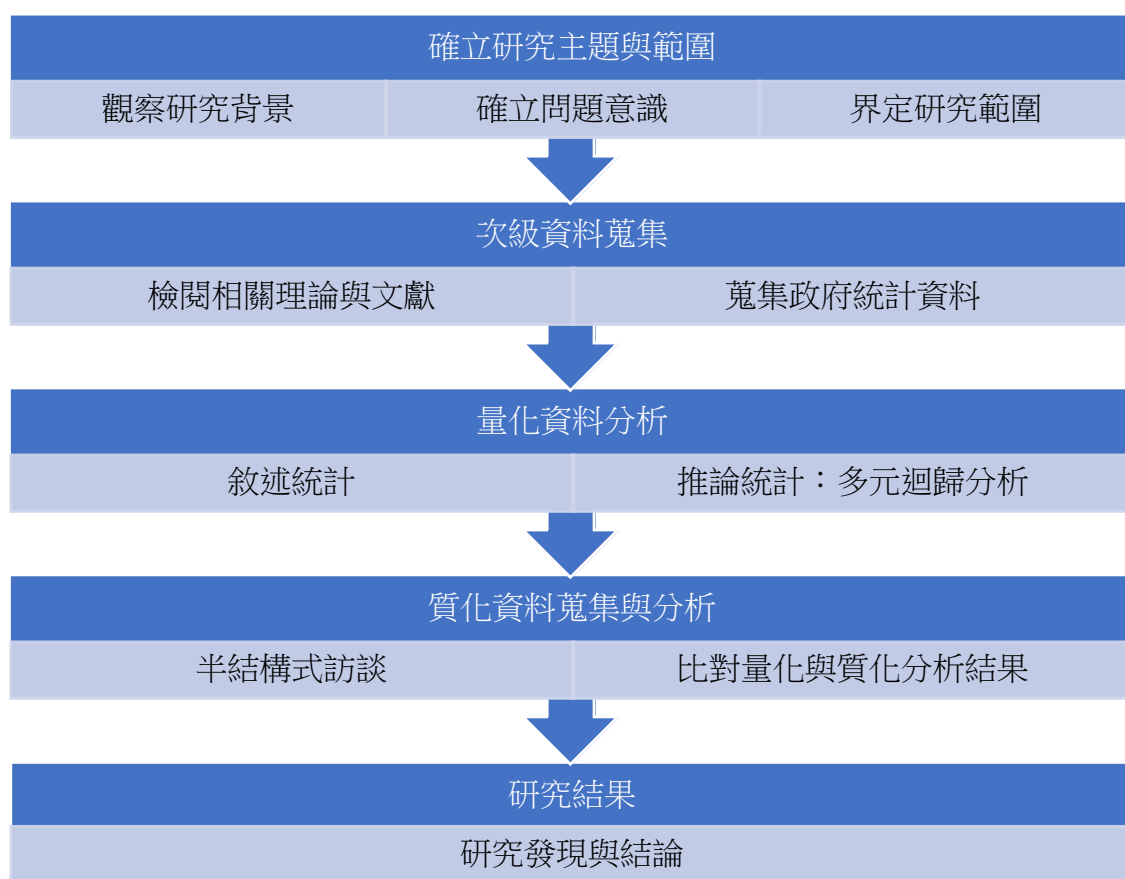 確立研究主題與範圍
觀察研究背景 確立問題意識 界定研究範圍
次級資料蒐集
檢閱相關理論與文獻 蒐集政府統計資料
量化資料分析
敘述統計 推論統計：多元迴歸分析
質化資料蒐集與分析
半結構式訪談 比對量化與質化分析結果
研究結果
研究發現與結論